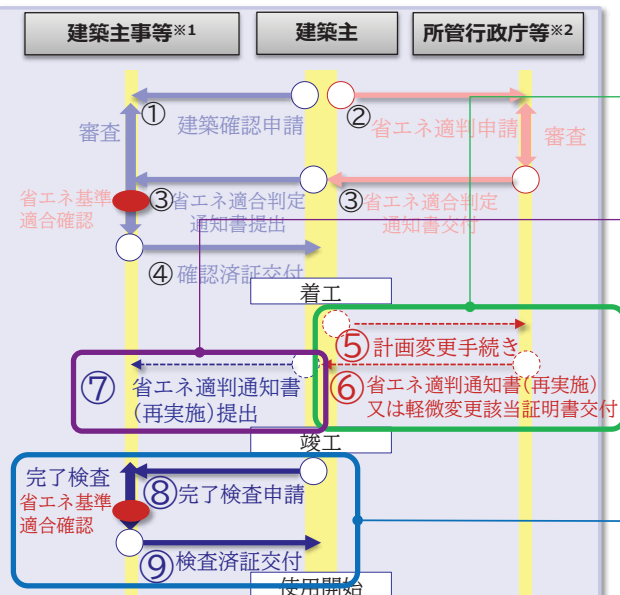 建築主事等※1
建築主
所管行政庁等※2
①
建築確認申請
②
省エネ適判申請
審査
審査
省エネ基準
適合確認
③省エネ適合判定
通知書提出
③省エネ適合判定
通知書交付
④確認済証交付
着工
⑤計画変更手続き
⑥省エネ適判通知書(再実施)
又は軽微変更該当証明書交付
⑦
省エネ適判通知書
(再実施)提出
竣工
完了検査
省エネ基準
適合確認
⑧完了検査申請
⑨検査済証交付
使用開始